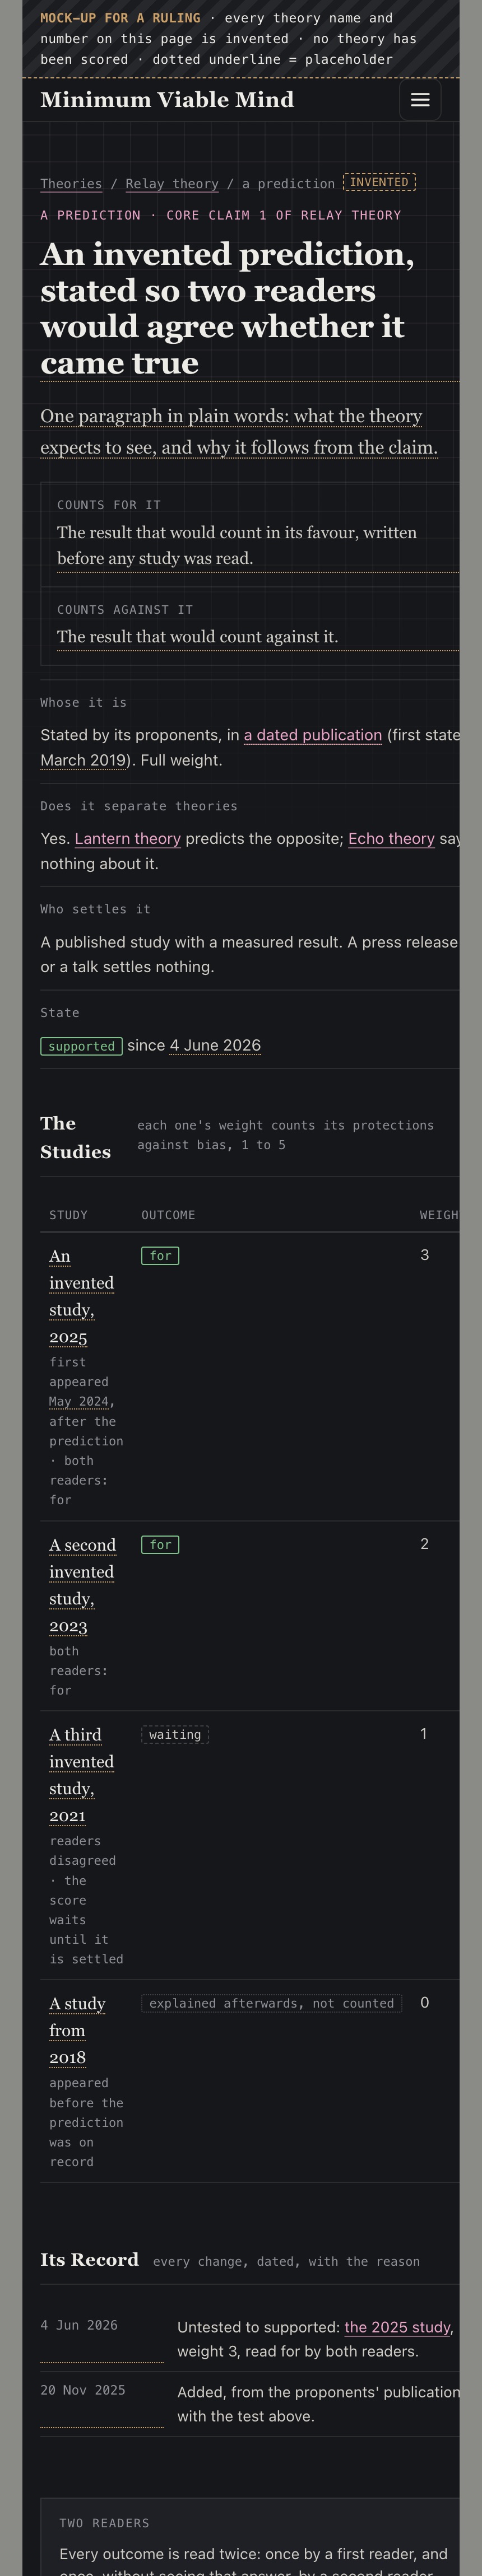 MOCK-UP FOR A RULING · every theory name and
number on this page is invented · no theory has
been scored · dotted underline = placeholder
Minimum Viable Mind
Theories / Relay theory / a prediction INVENTED
A PREDICTION · CORE CLAIM 1 OF RELAY THEORY
An invented prediction,
stated so two readers
would agree whether it
came true
One paragraph in plain words: what the theory
expects to see, and why it follows from the claim.
COUNTS FOR IT
The result that would count in its favour, written
before any study was read.
COUNTS AGAINST IT
The result that would count against it.
Whose it is
Stated by its proponents, in a dated publication (first state
March 2019). Full weight.
Does it separate theories
Yes. Lantern theory predicts the opposite; Echo theory say
nothing about it.
Who settles it
A published study with a measured result. A press release
or a talk settles nothing.
State
supported since 4 June 2026
The
Studies
each one's weight counts its protections
against bias, 1 to 5
STUDY OUTCOME WEIGH
An
invented
study,
2025
first
appeared
May 2024,
after the
prediction
· both
readers:
for
for 3
A second
invented
study,
2023
both
readers:
for
for 2
A third
invented
study,
2021
readers
disagreed
· the
score
waits
until it
is settled
waiting 1
A study
from
2018
appeared
before the
prediction
was on
record
explained afterwards, not counted 0
Its Record every change, dated, with the reason
4 Jun 2026
Untested to supported: the 2025 study,
weight 3, read for by both readers.
20 Nov 2025
Added, from the proponents' publication
with the test above.
TWO READERS
Every outcome is read twice: once by a first reader, and
once, without seeing that answer, by a second reader